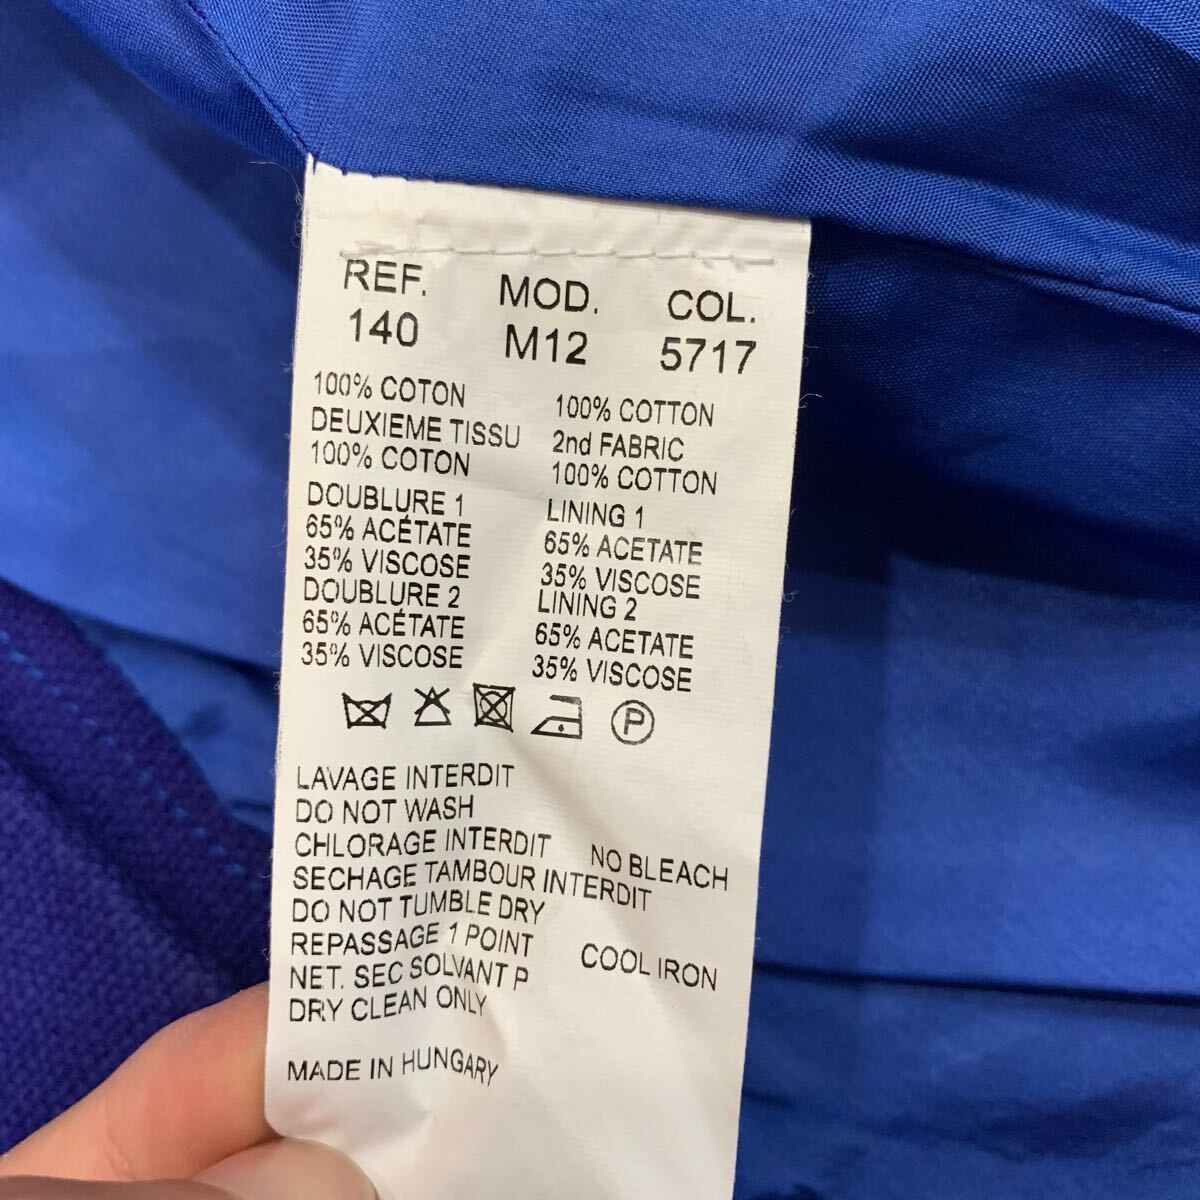 REF. MOD. COL.
140 M12 5717
100% COTON 100% COTTON
DEUXIEME TISSU 2nd FABRIC
100% COTON 100% COTTON
DOUBLURE 1 LINING 1
65% ACÉTATE 65% ACETATE
35% VISCOSE 35% VISCOSE
DOUBLURE 2 LINING 2
65% ACÉTATE 65% ACETATE
35% VISCOSE 35% VISCOSE
P
LAVAGE INTERDIT
DO NOT WASH
CHLORAGE INTERDIT NO BLEACH
SECHAGE TAMBOUR INTERDIT
DO NOT TUMBLE DRY
REPASSAGE 1 POINT COOL IRON
NET. SEC SOLVANT P
DRY CLEAN ONLY
MADE IN HUNGARY